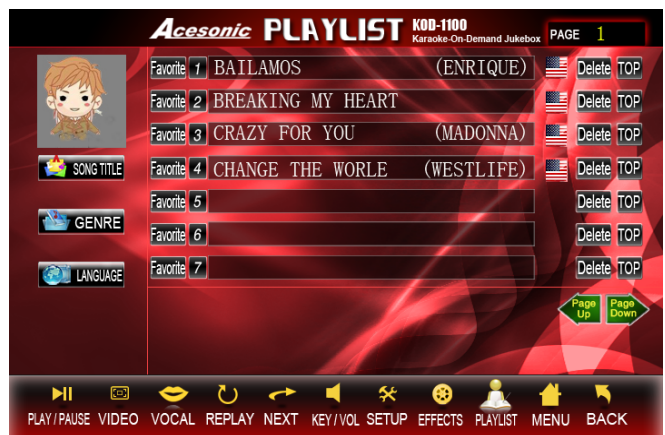 Acesonic PLAYLIST KOD-1100 Karaoke-On-Demand Jukebox PAGE 1
Favorite 1 BAILAMOS (ENRIQUE) Delete TOP
Favorite 2 BREAKING MY HEART Delete TOP
Favorite 3 CRAZY FOR YOU (MADONNA) Delete TOP
SONG TITLE
Favorite 4 CHANGE THE WORLE (WESTLIFE) Delete TOP
Favorite 5 Delete TOP
GENRE
Favorite 6 Delete TOP
LANGUAGE
Favorite 7 Delete TOP
Page Up Page Down
PLAY / PAUSE VIDEO VOCAL REPLAY NEXT KEY / VOL SETUP EFFECTS PLAYLIST MENU BACK